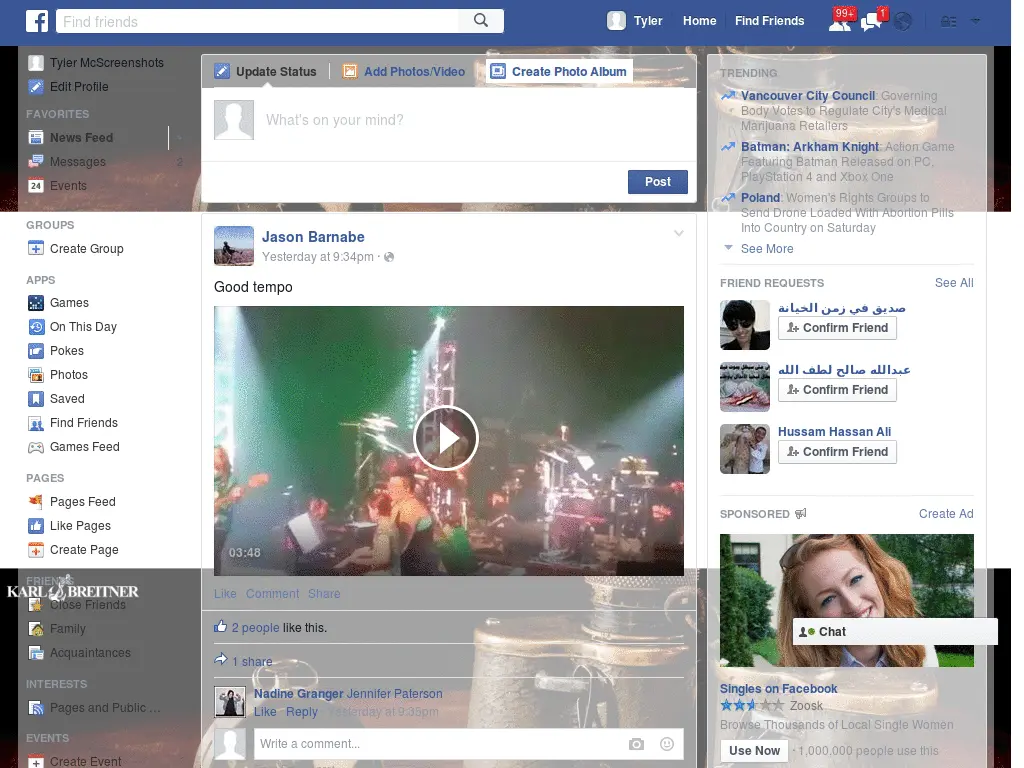 Find friends
Tyler
Home
Find Friends
99+
1
Tyler McScreenshots
Edit Profile
FAVORITES
News Feed
Messages
2
24
Events
GROUPS
Create Group
APPS
Games
On This Day
Pokes
Photos
Saved
Find Friends
Games Feed
PAGES
Pages Feed
Like Pages
Create Page
FRIENDS
KARL BREITNER
Close Friends
Family
Acquaintances
INTERESTS
Pages and Public ...
EVENTS
Create Event
Update Status
Add Photos/Video
Create Photo Album
What's on your mind?
Post
Jason Barnabe
Yesterday at 9:34pm ·
Good tempo
03:48
Like Comment Share
2 people like this.
1 share
Nadine Granger Jennifer Paterson
Like · Reply · Yesterday at 9:35pm
Write a comment...
TRENDING
Vancouver City Council: Governing
Body Votes to Regulate City's Medical
Marijuana Retailers
Batman: Arkham Knight: Action Game
Featuring Batman Released on PC,
PlayStation 4 and Xbox One
Poland: Women's Rights Groups to
Send Drone Loaded With Abortion Pills
Into Country on Saturday
See More
FRIEND REQUESTS
See All
صديق في زمن الخيانة
Confirm Friend
عبدالله صالح لطف الله
Confirm Friend
Hussam Hassan Ali
Confirm Friend
SPONSORED
Create Ad
Chat
Singles on Facebook
Zoosk
Browse Thousands of Local Single Women
Use Now · 1,000,000 people use this